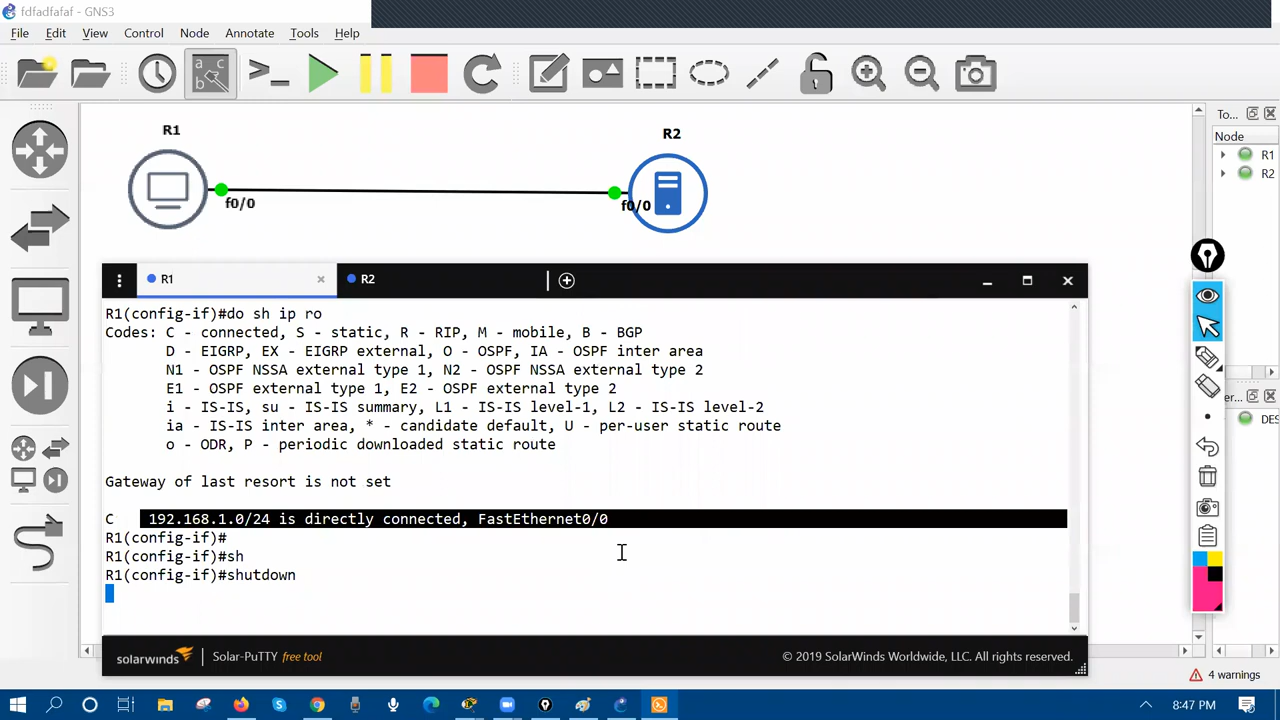 fdfadfafaf - GNS3
File Edit View Control Node Annotate Tools Help
a c
b
R1
R2
f0/0
f0/0
To...
Node
R1
R2
er...
DES
R1 × R2
R1(config-if)#do sh ip ro
Codes: C - connected, S - static, R - RIP, M - mobile, B - BGP
D - EIGRP, EX - EIGRP external, O - OSPF, IA - OSPF inter area
N1 - OSPF NSSA external type 1, N2 - OSPF NSSA external type 2
E1 - OSPF external type 1, E2 - OSPF external type 2
i - IS-IS, su - IS-IS summary, L1 - IS-IS level-1, L2 - IS-IS level-2
ia - IS-IS inter area, * - candidate default, U - per-user static route
o - ODR, P - periodic downloaded static route
Gateway of last resort is not set
C 192.168.1.0/24 is directly connected, FastEthernet0/0
R1(config-if)#
R1(config-if)#sh
R1(config-if)#shutdown
solarwinds Solar-PuTTY free tool
© 2019 SolarWinds Worldwide, LLC. All rights reserved.
4 warnings
8:47 PM